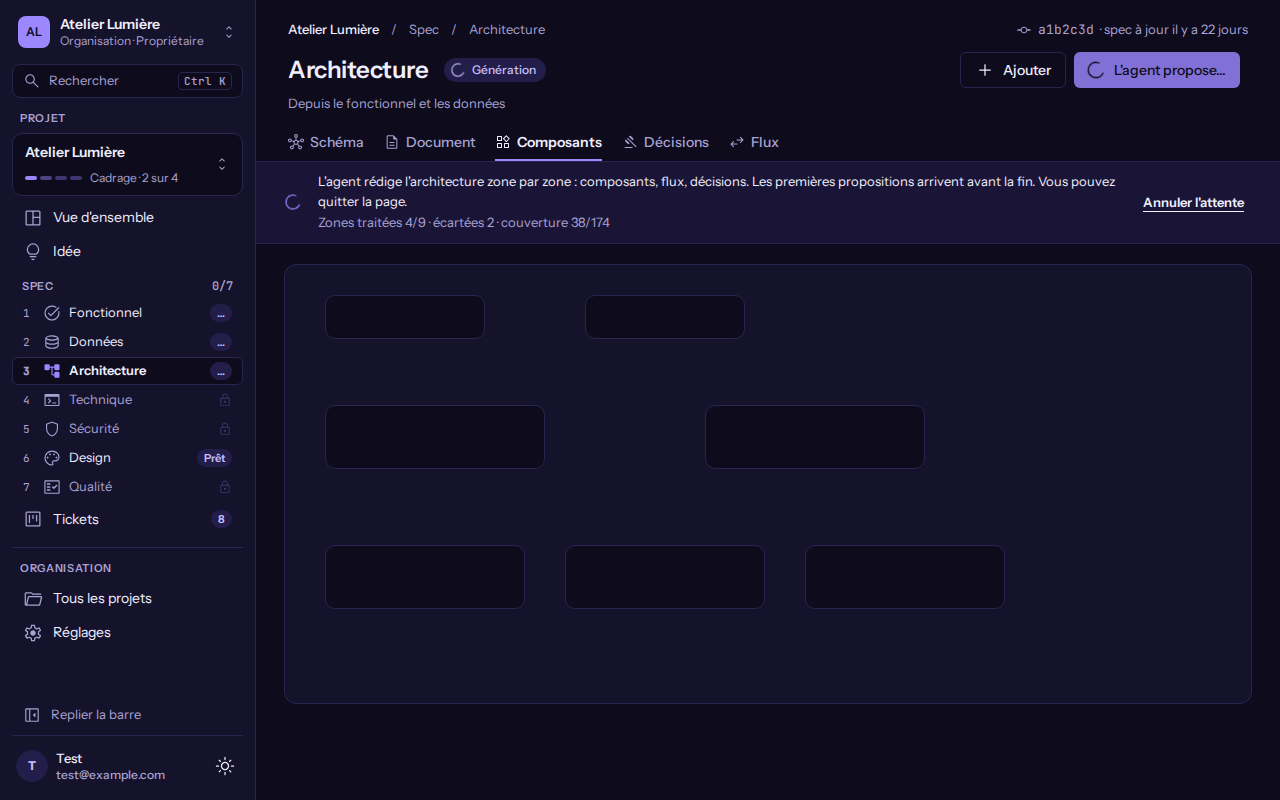 AL
Atelier Lumière
Organisation·Propriétaire
Rechercher
Ctrl K
PROJET
Atelier Lumière
Cadrage·2 sur 4
Vue d'ensemble
Idée
SPEC 0/7
1 Fonctionnel ...
2 Données ...
3 Architecture ...
4 Technique
5 Sécurité
6 Design Prêt
7 Qualité
Tickets 8
ORGANISATION
Tous les projets
Réglages
Replier la barre
T
Test
test@example.com
Atelier Lumière / Spec / Architecture
a1b2c3d ·spec à jour il y a 22 jours
Architecture
Génération
Ajouter
L'agent propose...
Depuis le fonctionnel et les données
Schéma Document Composants Décisions Flux
L'agent rédige l'architecture zone par zone : composants, flux, décisions. Les premières propositions arrivent avant la fin. Vous pouvez
quitter la page.
Zones traitées 4/9·écartées 2·couverture 38/174
Annuler l'attente